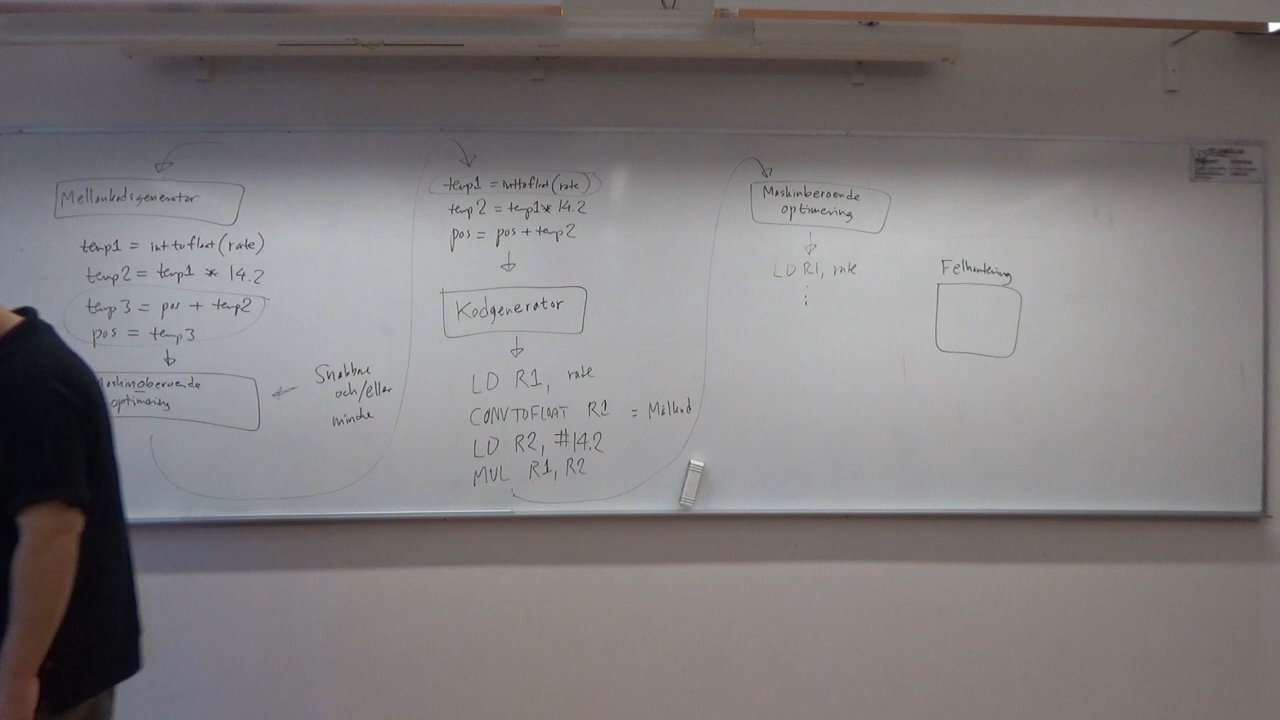 Mellankodsgenerator
temp1 = inttofloat(rate)
temp2 = temp1 * 14.2
temp3 = pos + temp2
pos = temp3
Maskinoberoende
optimering
Snabbare
och/eller
mindre
temp1 = inttofloat(rate)
temp2 = temp1 * 14.2
pos = pos + temp2
Kodgenerator
LD R1, rate
CONVTOFLOAT R1 = Målkod
LD R2, #14.2
MUL R1, R2
Maskinberoende
optimering
LD R1, rate
Felhantering